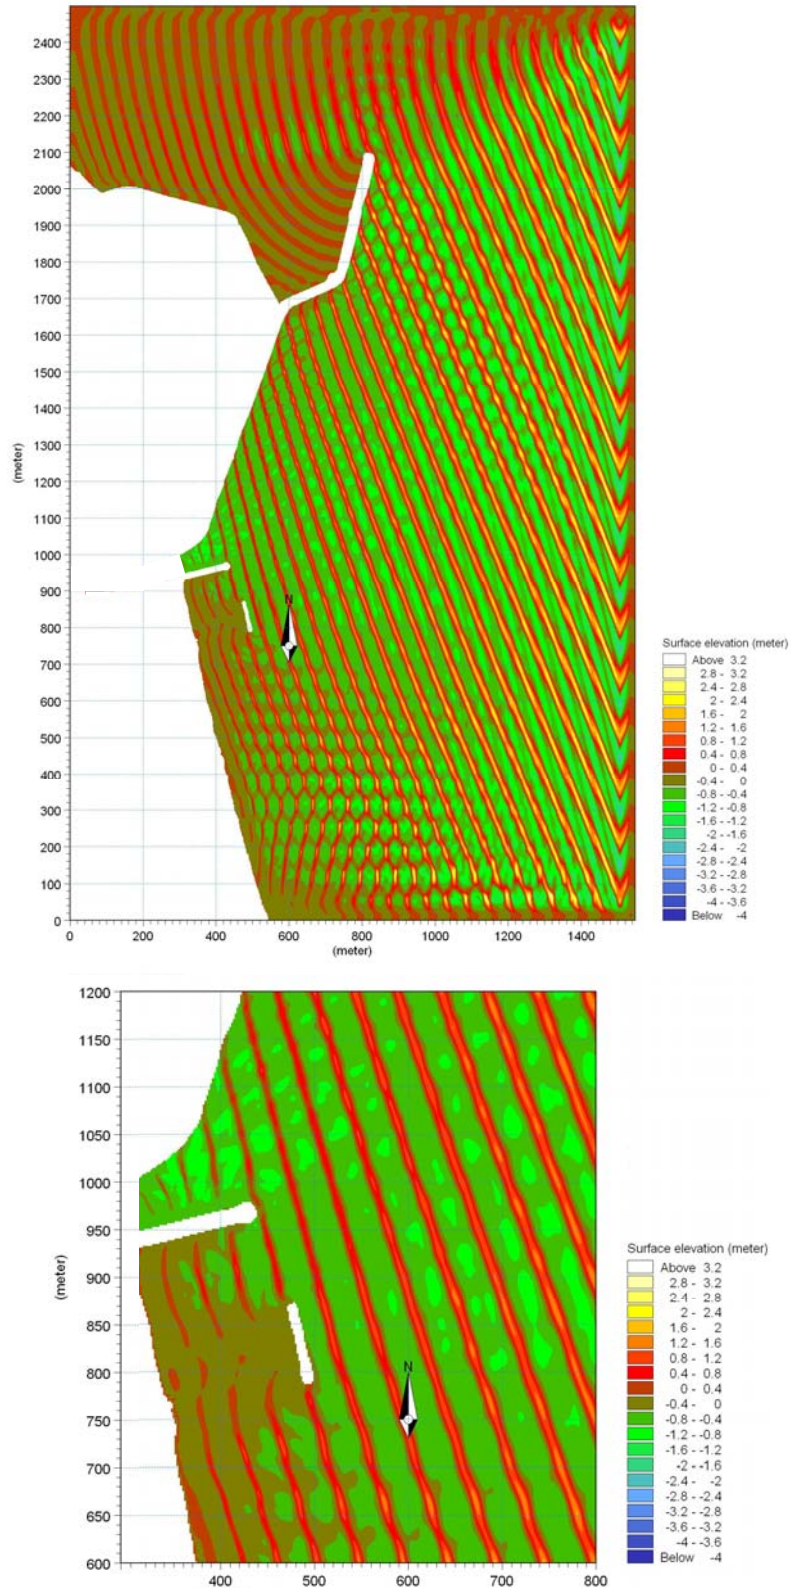 2400
2300
2200
2100
2000
1900
1800
1700
1600
1500
1400
1300
1200
1100
1000
900
800
700
600
500
400
300
200
100
0
(meter)
N
0 200 400 600 800 1000 1200 1400
(meter)
Surface elevation (meter)
Above 3.2
2.8 - 3.2
2.4 - 2.8
2 - 2.4
1.6 - 2
1.2 - 1.6
0.8 - 1.2
0.4 - 0.8
0 - 0.4
-0.4 - 0
-0.8 - -0.4
-1.2 - -0.8
-1.6 - -1.2
-2 - -1.6
-2.4 - -2
-2.8 - -2.4
-3.2 - -2.8
-3.6 - -3.2
-4 - -3.6
Below -4
1200
1150
1100
1050
1000
950
900
850
800
750
700
650
600
(meter)
N
400 500 600 700 800
Surface elevation (meter)
Above 3.2
2.8 - 3.2
2.4 - 2.8
2 - 2.4
1.6 - 2
1.2 - 1.6
0.8 - 1.2
0.4 - 0.8
0 - 0.4
-0.4 - 0
-0.8 - -0.4
-1.2 - -0.8
-1.6 - -1.2
-2 - -1.6
-2.4 - -2
-2.8 - -2.4
-3.2 - -2.8
-3.6 - -3.2
-4 - -3.6
Below -4